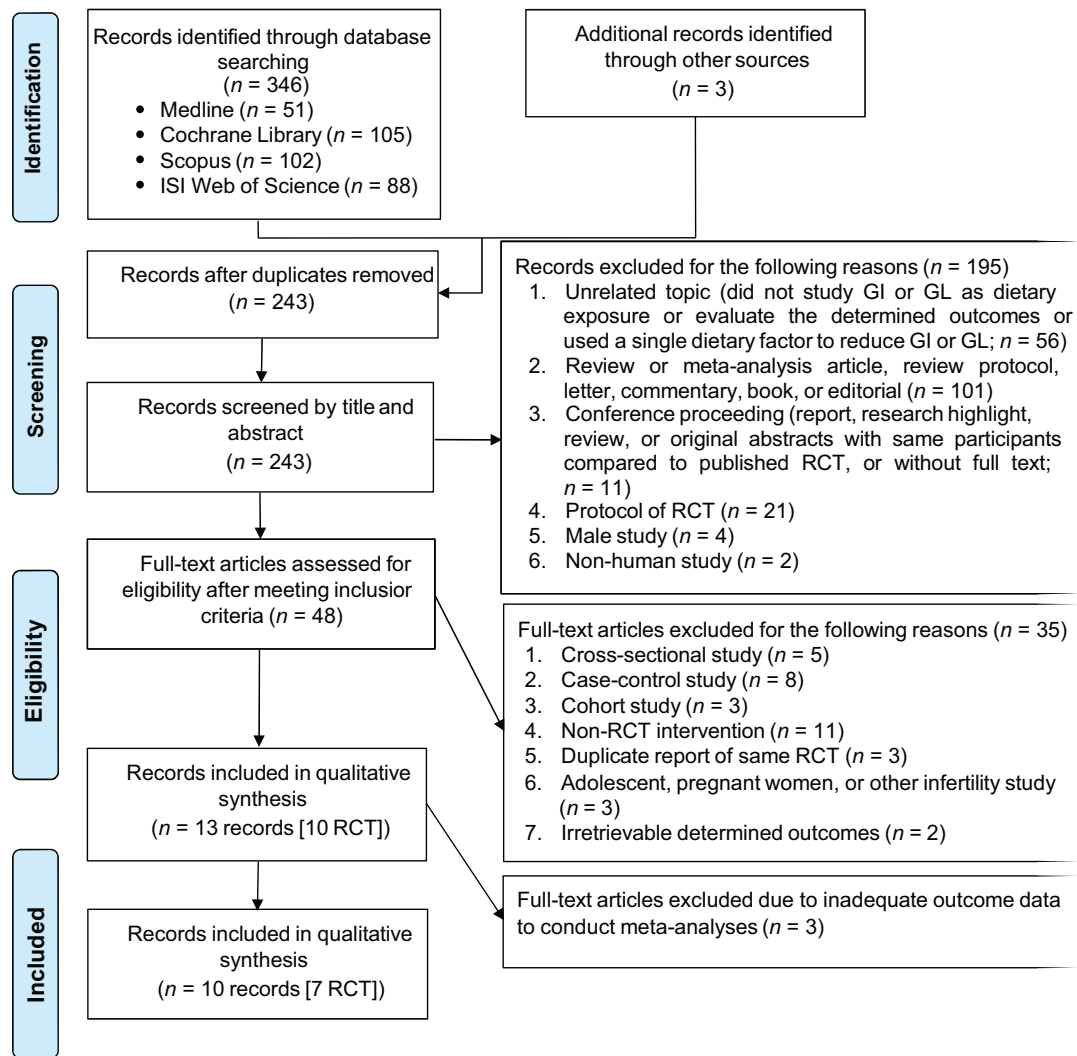 Identification
Records identified through database
searching
(n = 346)
• Medline (n = 51)
• Cochrane Library (n = 105)
• Scopus (n = 102)
• ISI Web of Science (n = 88)
Additional records identified
through other sources
(n = 3)
Screening
Records after duplicates removed
(n = 243)
Records screened by title and
abstract
(n = 243)
Records excluded for the following reasons (n = 195)
1. Unrelated topic (did not study GI or GL as dietary
exposure or evaluate the determined outcomes or
used a single dietary factor to reduce GI or GL; n = 56)
2. Review or meta-analysis article, review protocol,
letter, commentary, book, or editorial (n = 101)
3. Conference proceeding (report, research highlight,
review, or original abstracts with same participants
compared to published RCT, or without full text;
n = 11)
4. Protocol of RCT (n = 21)
5. Male study (n = 4)
6. Non-human study (n = 2)
Eligibility
Full-text articles assessed for
eligibility after meeting inclusior
criteria (n = 48)
Full-text articles excluded for the following reasons (n = 35)
1. Cross-sectional study (n = 5)
2. Case-control study (n = 8)
3. Cohort study (n = 3)
4. Non-RCT intervention (n = 11)
5. Duplicate report of same RCT (n = 3)
6. Adolescent, pregnant women, or other infertility study
(n = 3)
7. Irretrievable determined outcomes (n = 2)
Records included in qualitative
synthesis
(n = 13 records [10 RCT])
Included
Full-text articles excluded due to inadequate outcome data
to conduct meta-analyses (n = 3)
Records included in qualitative
synthesis
(n = 10 records [7 RCT])